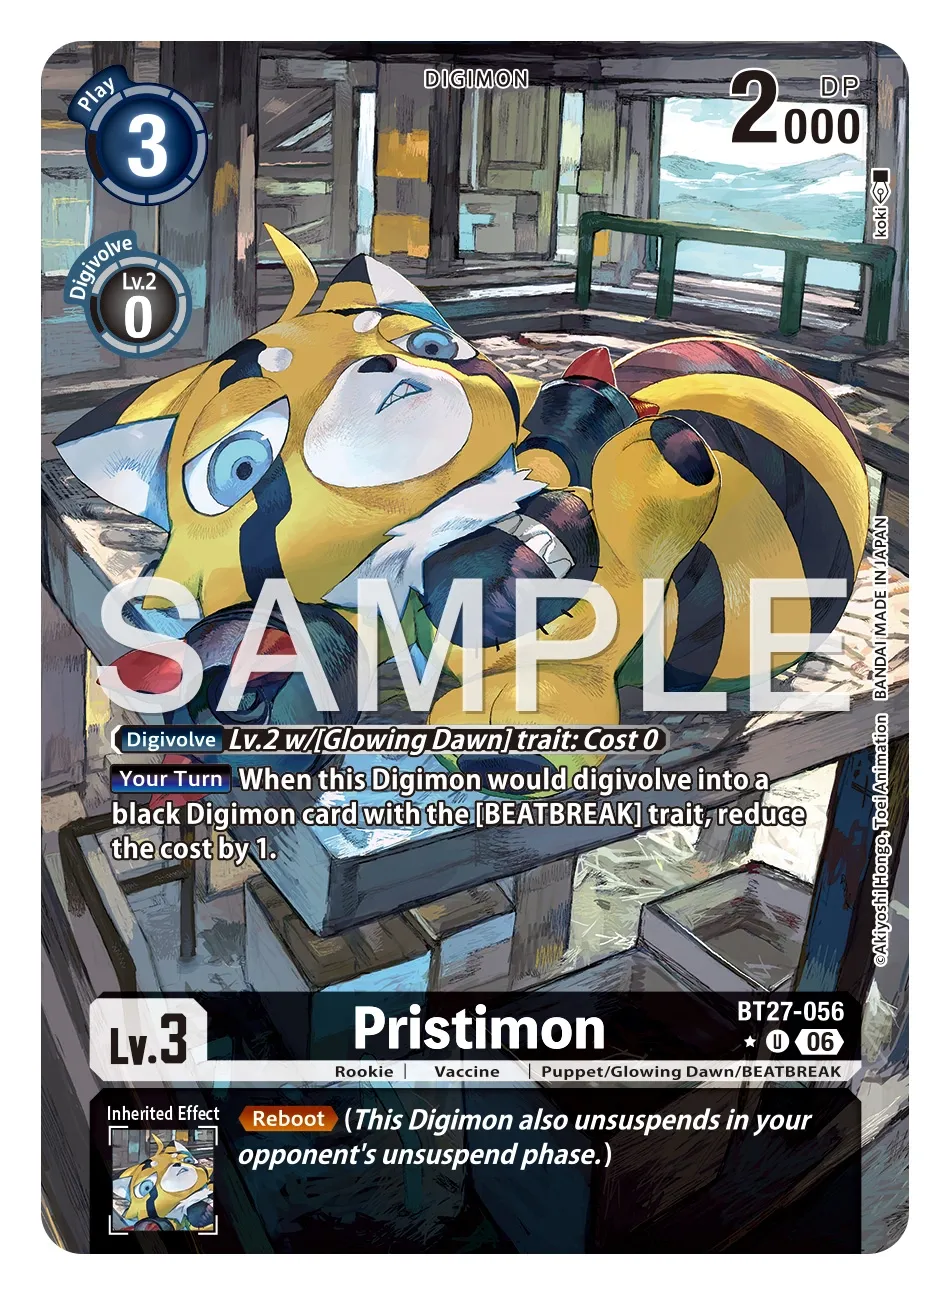 DIGIMON
Play
3
2000
DP
koki
Digivolve
Lv.2
0
SAMPLE
BANDAI MADE IN JAPAN
©Akiyoshi Hongo, Toei Animation
Digivolve Lv.2 w/[Glowing Dawn] trait: Cost 0
Your Turn When this Digimon would digivolve into a
black Digimon card with the [BEATBREAK] trait, reduce
the cost by 1.
Lv.3
Pristimon
BT27-056
U 06
Rookie | Vaccine | Puppet/Glowing Dawn/BEATBREAK
Inherited Effect
Reboot (This Digimon also unsuspends in your
opponent's unsuspend phase.)